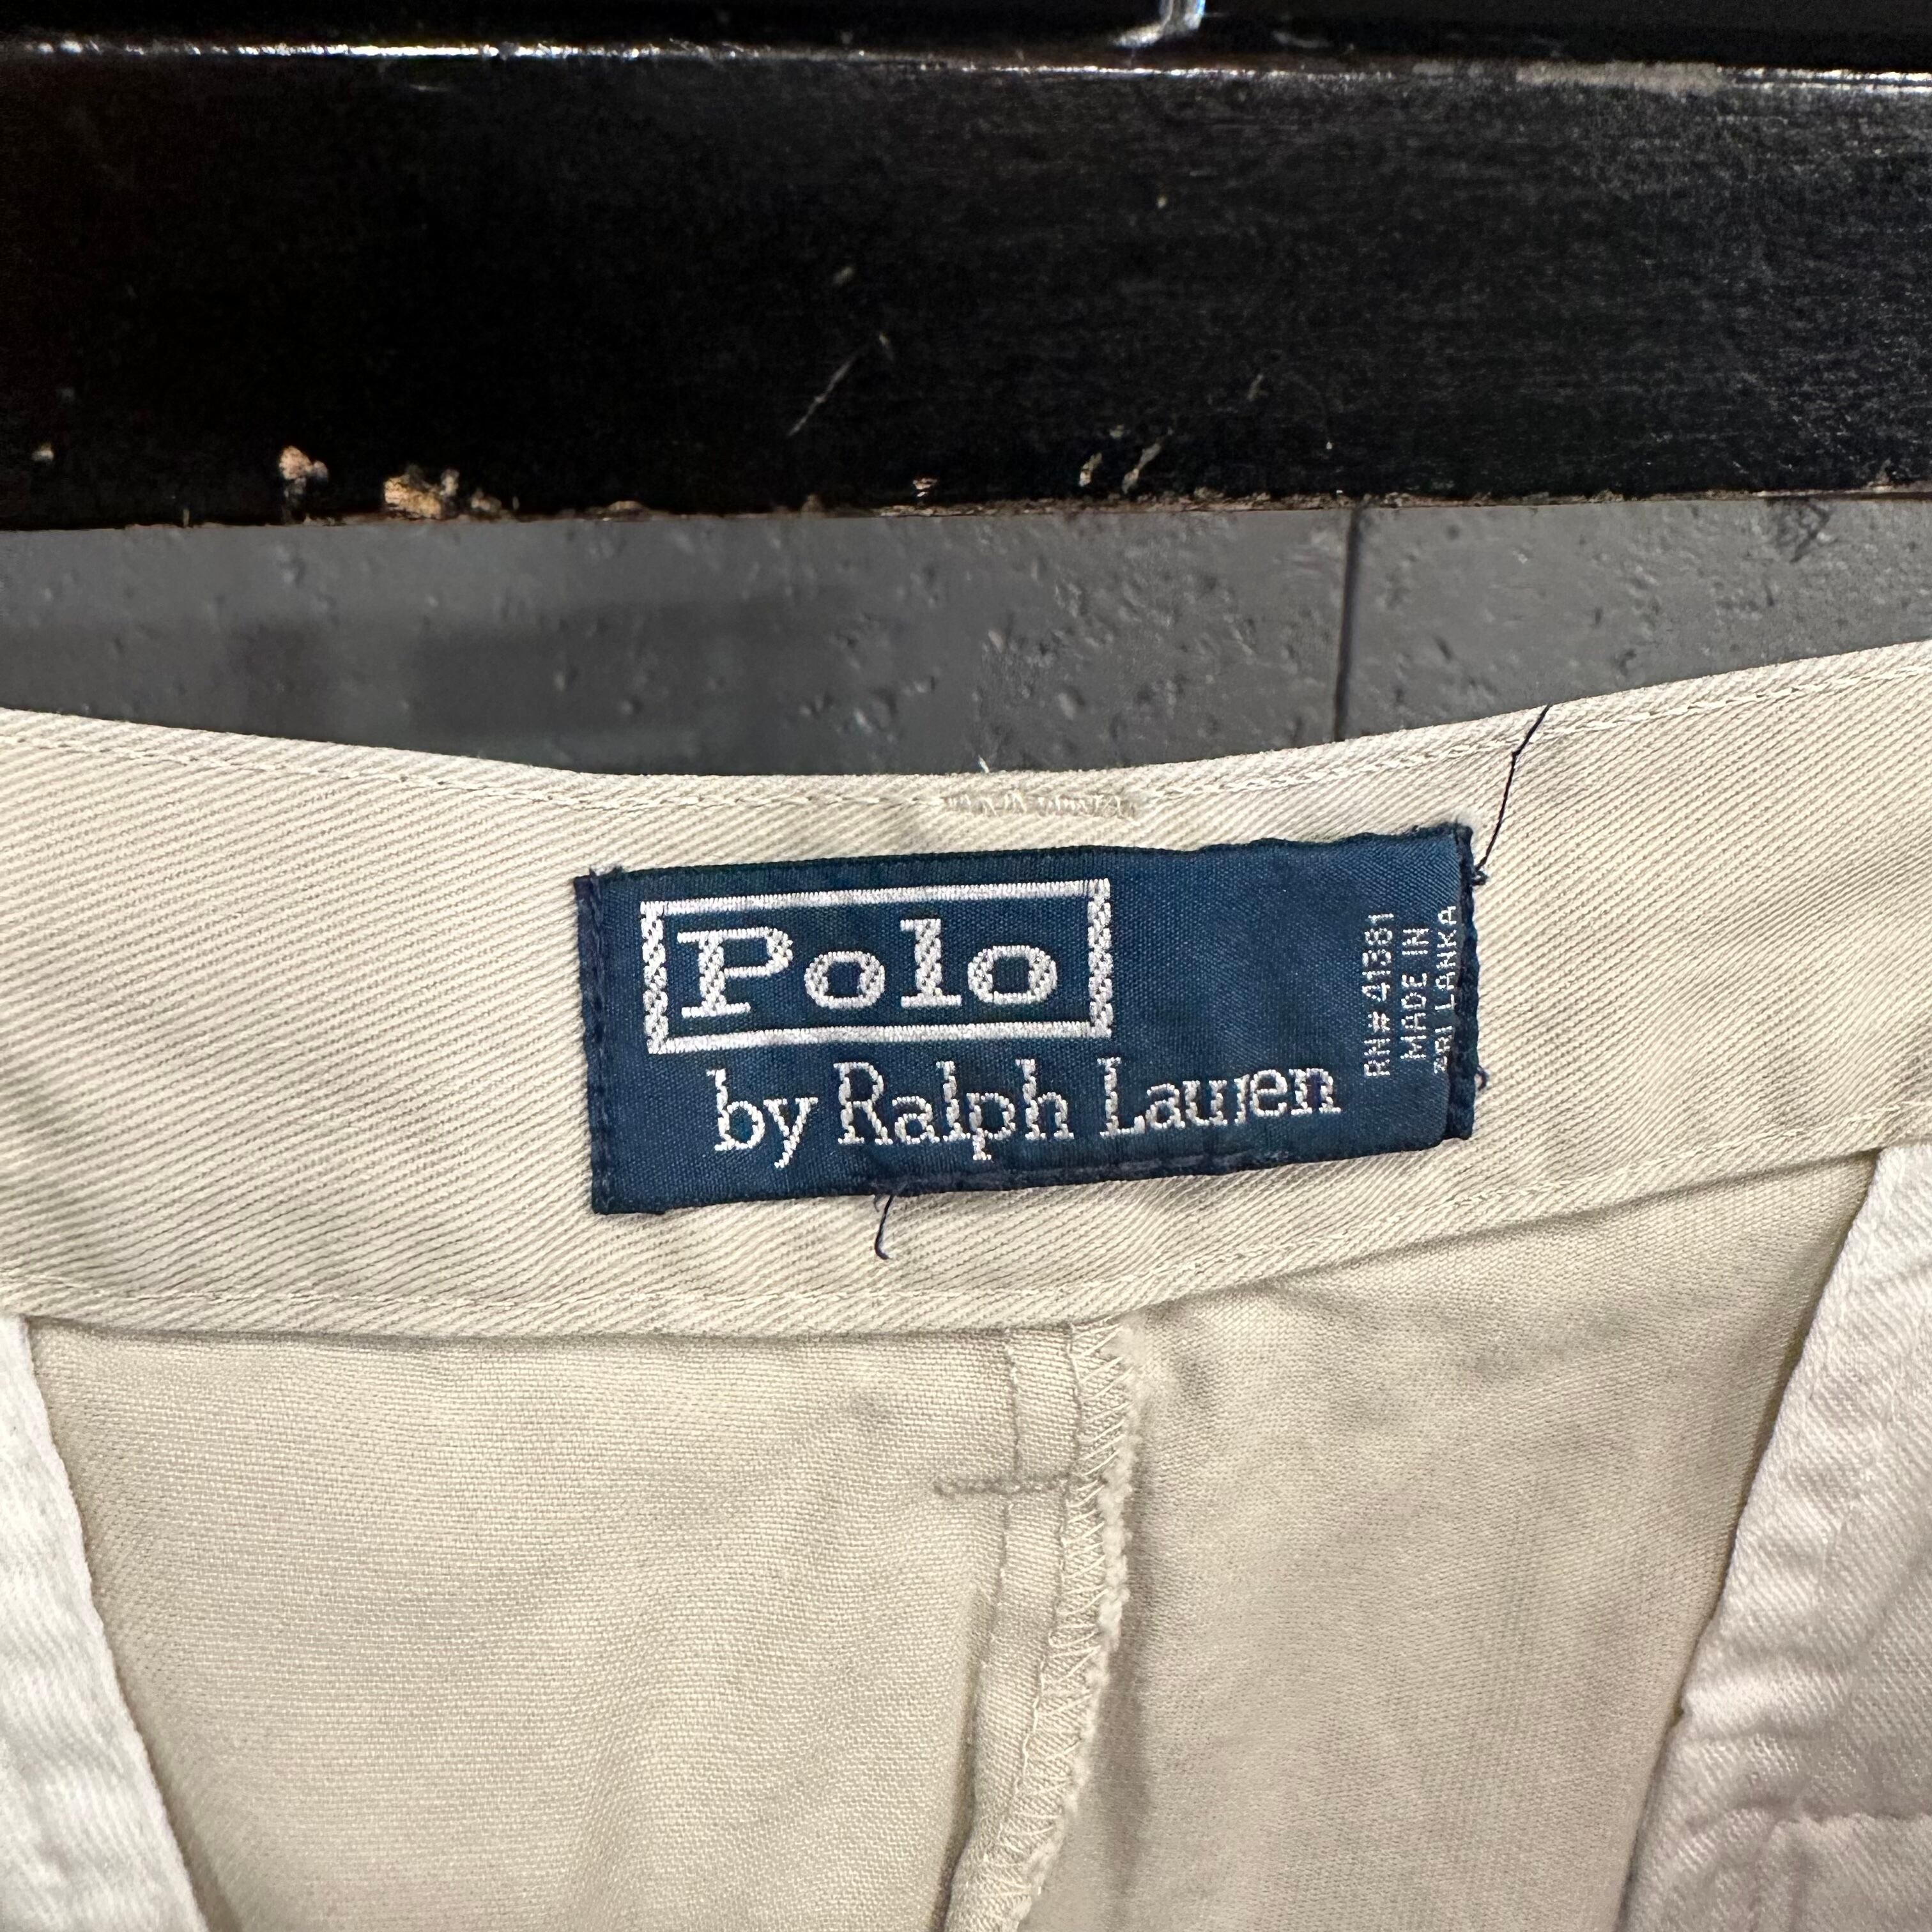 Polo
by Ralph Lauren
RN# 41381
MADE IN
SRI LANKA